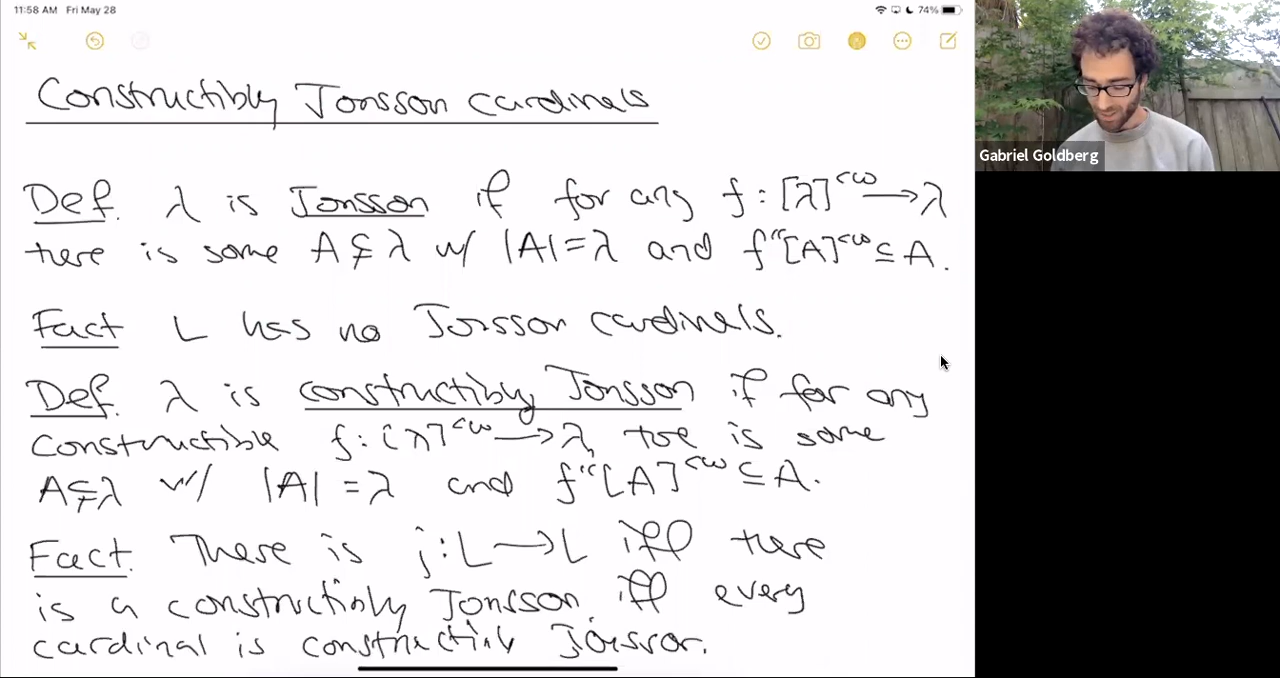 11:58 AM Fri May 28
74%
Constructibly Jonsson cardinals
Def. λ is Jonsson if for any f : [λ]^{<ω} → λ
there is some A ⊊ λ w/ |A| = λ and f"[A]^{<ω} ⊆ A.
Fact L has no Jonsson cardinals.
Def. λ is constructibly Jonsson if for any
constructible f : [λ]^{<ω} → λ, is some
A ⊊ λ w/ |A| = λ and f"[A]^{<ω} ⊆ A.
Fact. There is j : L → L iff there
is a constructibly Jonsson iff every
cardinal is Jonsson.
Gabriel Goldberg